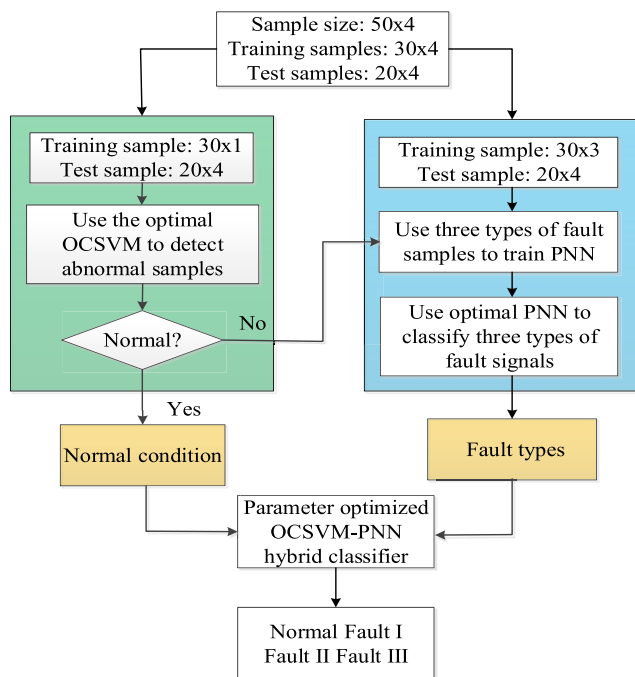 Sample size: 50x4
Training samples: 30x4
Test samples: 20x4
Training sample: 30x1
Test sample: 20x4
Use the optimal
OCSVM to detect
abnormal samples
Normal?
No
Yes
Normal condition
Training sample: 30x3
Test sample: 20x4
Use three types of fault
samples to train PNN
Use optimal PNN to
classify three types of
fault signals
Fault types
Parameter optimized
OCSVM-PNN
hybrid classifier
Normal Fault I
Fault II Fault III